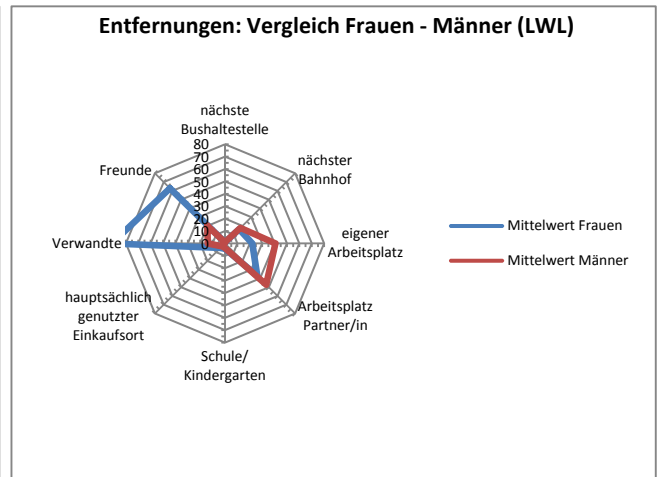 Entfernungen: Vergleich Frauen - Männer (LWL)
nächste
Bushaltestelle
80
70
60
50
40
30
20
10
0
nächster
Bahnhof
eigener
Arbeitsplatz
Arbeitsplatz
Partner/in
Schule/
Kindergarten
hauptsächlich
genutzter
Einkaufsort
Verwandte
Freunde
Mittelwert Frauen
Mittelwert Männer